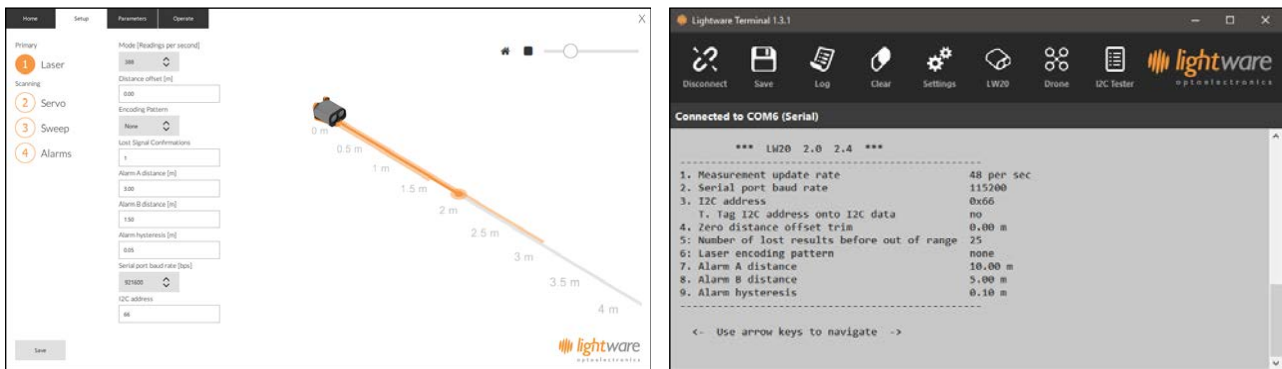 Home Setup Parameters Operate X
Primary
1 Laser
Scanning
2 Servo
3 Sweep
4 Alarms
Mode [Readings per second]
388
Distance offset [m]
0.00
Encoding Pattern
None
Lost Signal Confirmations
1
Alarm A distance [m]
3.00
Alarm B distance [m]
1.50
Alarm hysteresis [m]
0.05
Serial port baud rate [bps]
921600
I2C address
66
Save
0 m
0.5 m
1 m
1.5 m
2 m
2.5 m
3 m
3.5 m
4 m
lightware
optoelectronics
Lightware Terminal 1.3.1
Disconnect Save Log Clear Settings LW20 Drone I2C Tester
lightware
optoelectronics
Connected to COM6 (Serial)
*** LW20 2.0 2.4 ***
----------------------------------------------------
1. Measurement update rate 48 per sec
2. Serial port baud rate 115200
3. I2C address 0x66
T. Tag I2C address onto I2C data no
4. Zero distance offset trim 0.00 m
5: Number of lost results before out of range 25
6: Laser encoding pattern none
7. Alarm A distance 10.00 m
8. Alarm B distance 5.00 m
9. Alarm hysteresis 0.10 m
----------------------------------------------------
<- Use arrow keys to navigate ->